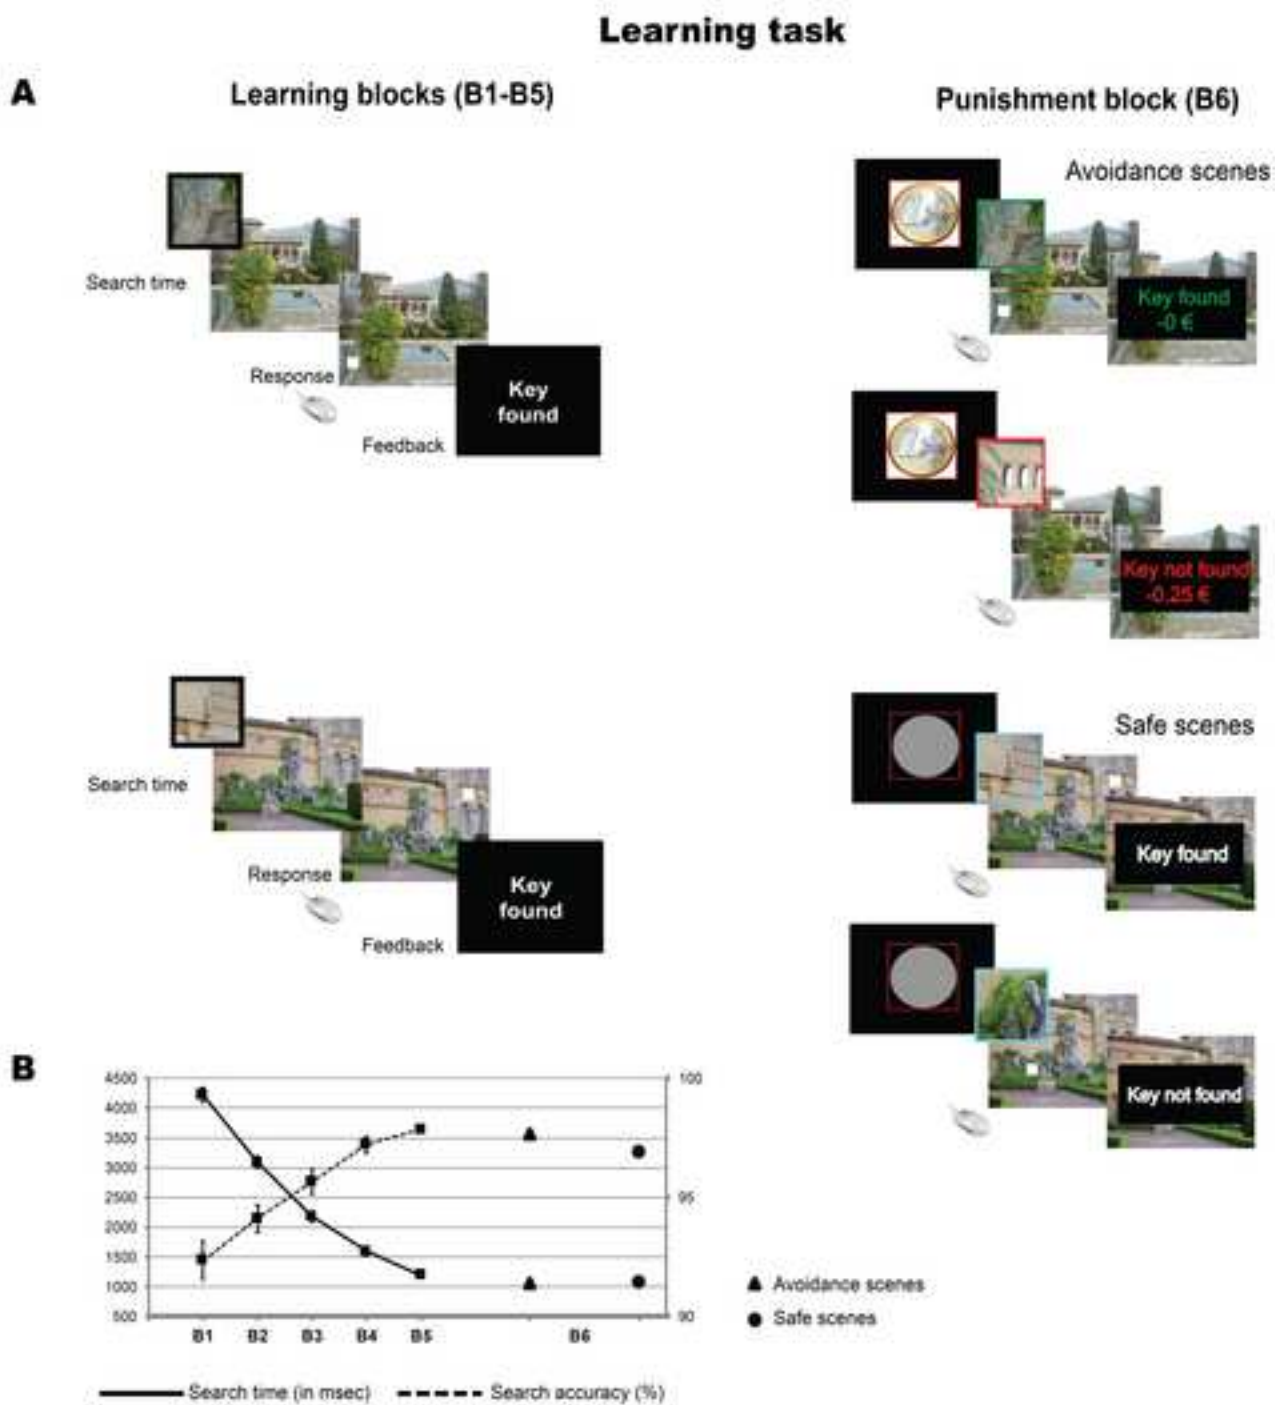 Learning task
A
Learning blocks (B1-B5)
Punishment block (B6)
Search time
Response
Feedback
Key
found
Avoidance scenes
Key found
-0 €
Key not found
-0,25 €
Search time
Response
Feedback
Key
found
Safe scenes
Key found
Key not found
B
4500
4000
3500
3000
2500
2000
1500
1000
500
100
95
90
B1 B2 B3 B4 B5 B6
Avoidance scenes
Safe scenes
Search time (in msec) Search accuracy (%)